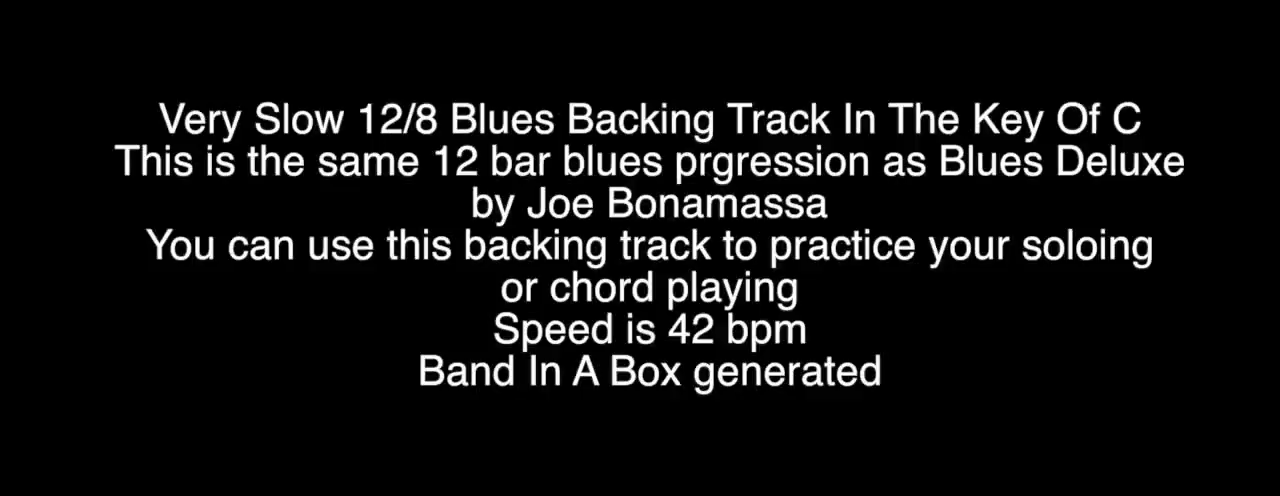 Very Slow 12/8 Blues Backing Track In The Key Of C
This is the same 12 bar blues prgression as Blues Deluxe
by Joe Bonamassa
You can use this backing track to practice your soloing
or chord playing
Speed is 42 bpm
Band In A Box generated